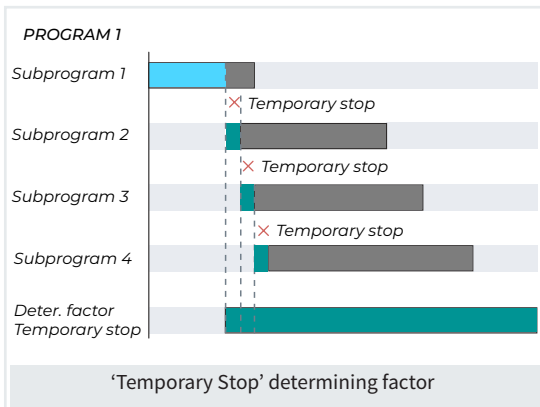 PROGRAM 1
Subprogram 1
Temporary stop
Subprogram 2
Temporary stop
Subprogram 3
Temporary stop
Subprogram 4
Deter. factor
Temporary stop
‘Temporary Stop’ determining factor